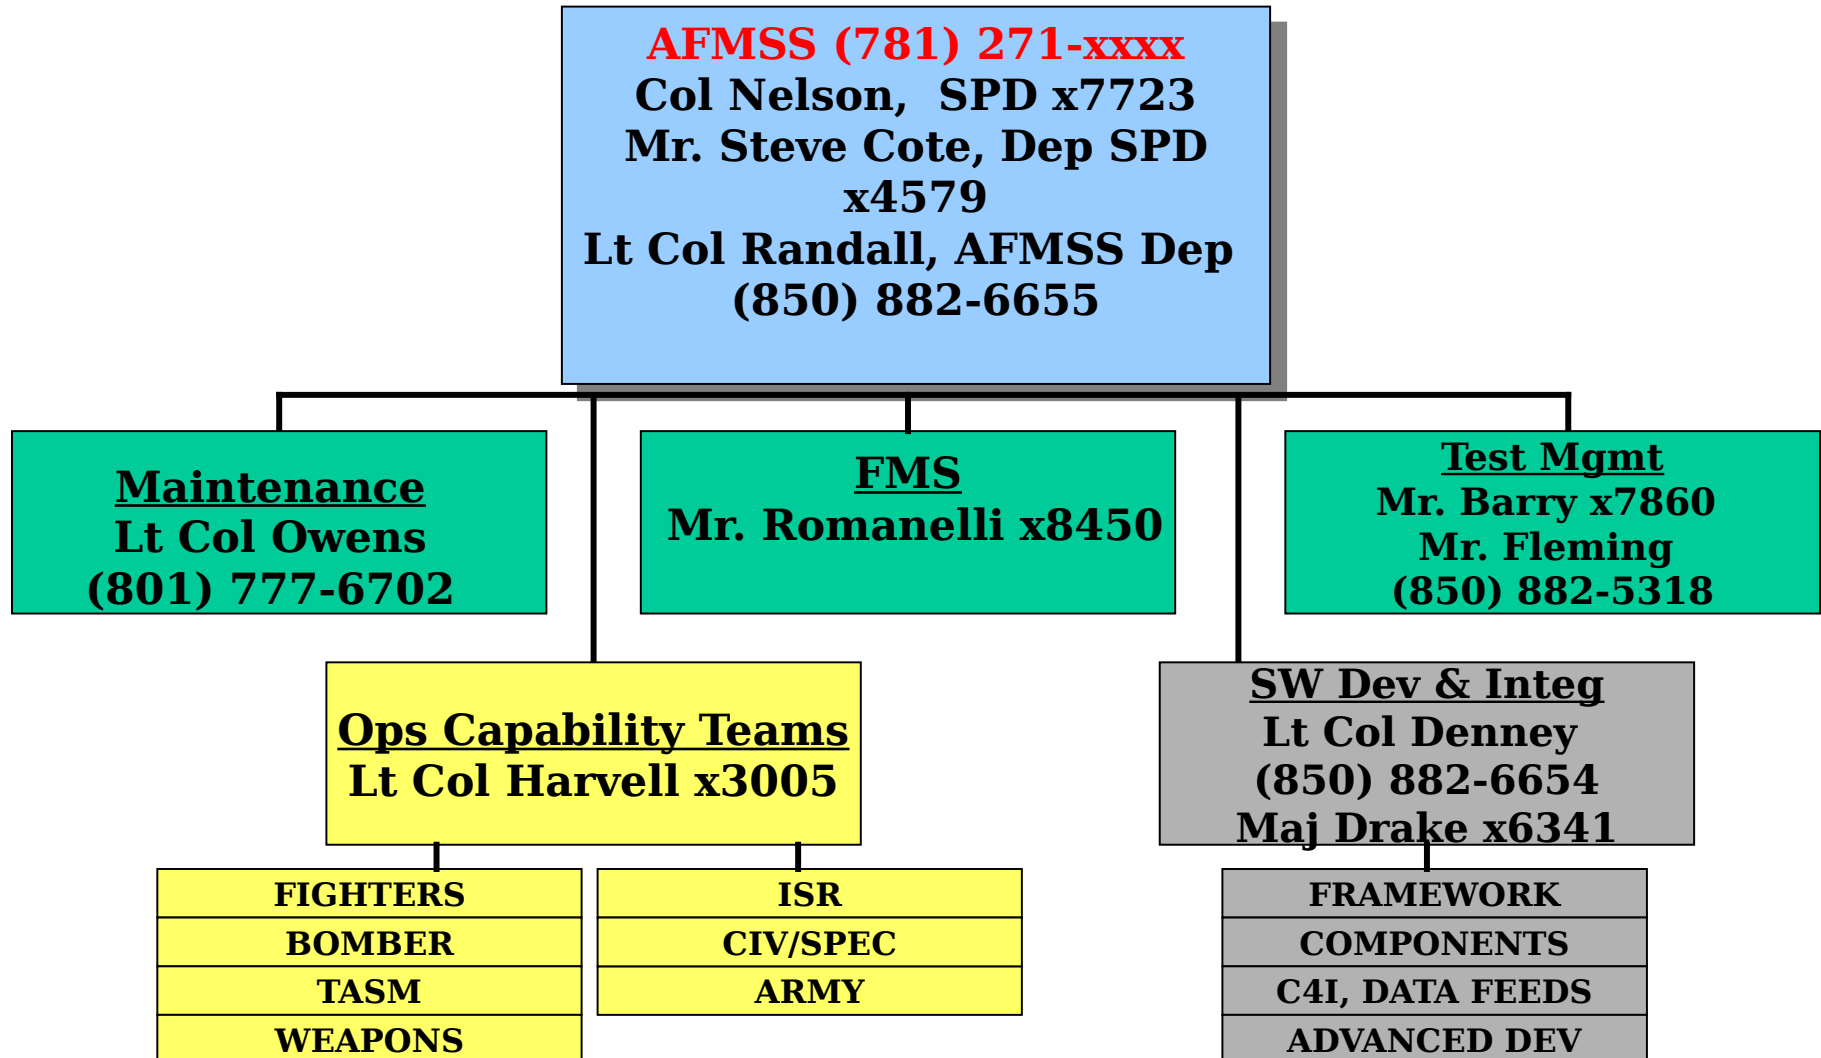 AFMSS (781) 271-xxxx
Col Nelson,  SPD x7723
Mr. Steve Cote, Dep SPD
x4579
Lt Col Randall, AFMSS Dep
(850) 882-6655
Maintenance
Lt Col Owens
(801) 777-6702
FMS
Mr. Romanelli x8450
Test Mgmt
Mr. Barry x7860
Mr. Fleming
(850) 882-5318
Ops Capability Teams
Lt Col Harvell x3005
SW Dev & Integ
Lt Col Denney
(850) 882-6654
Maj Drake x6341
FIGHTERS
BOMBER
TASM
WEAPONS
ISR
CIV/SPEC
ARMY
FRAMEWORK
COMPONENTS
C4I, DATA FEEDS
ADVANCED DEV